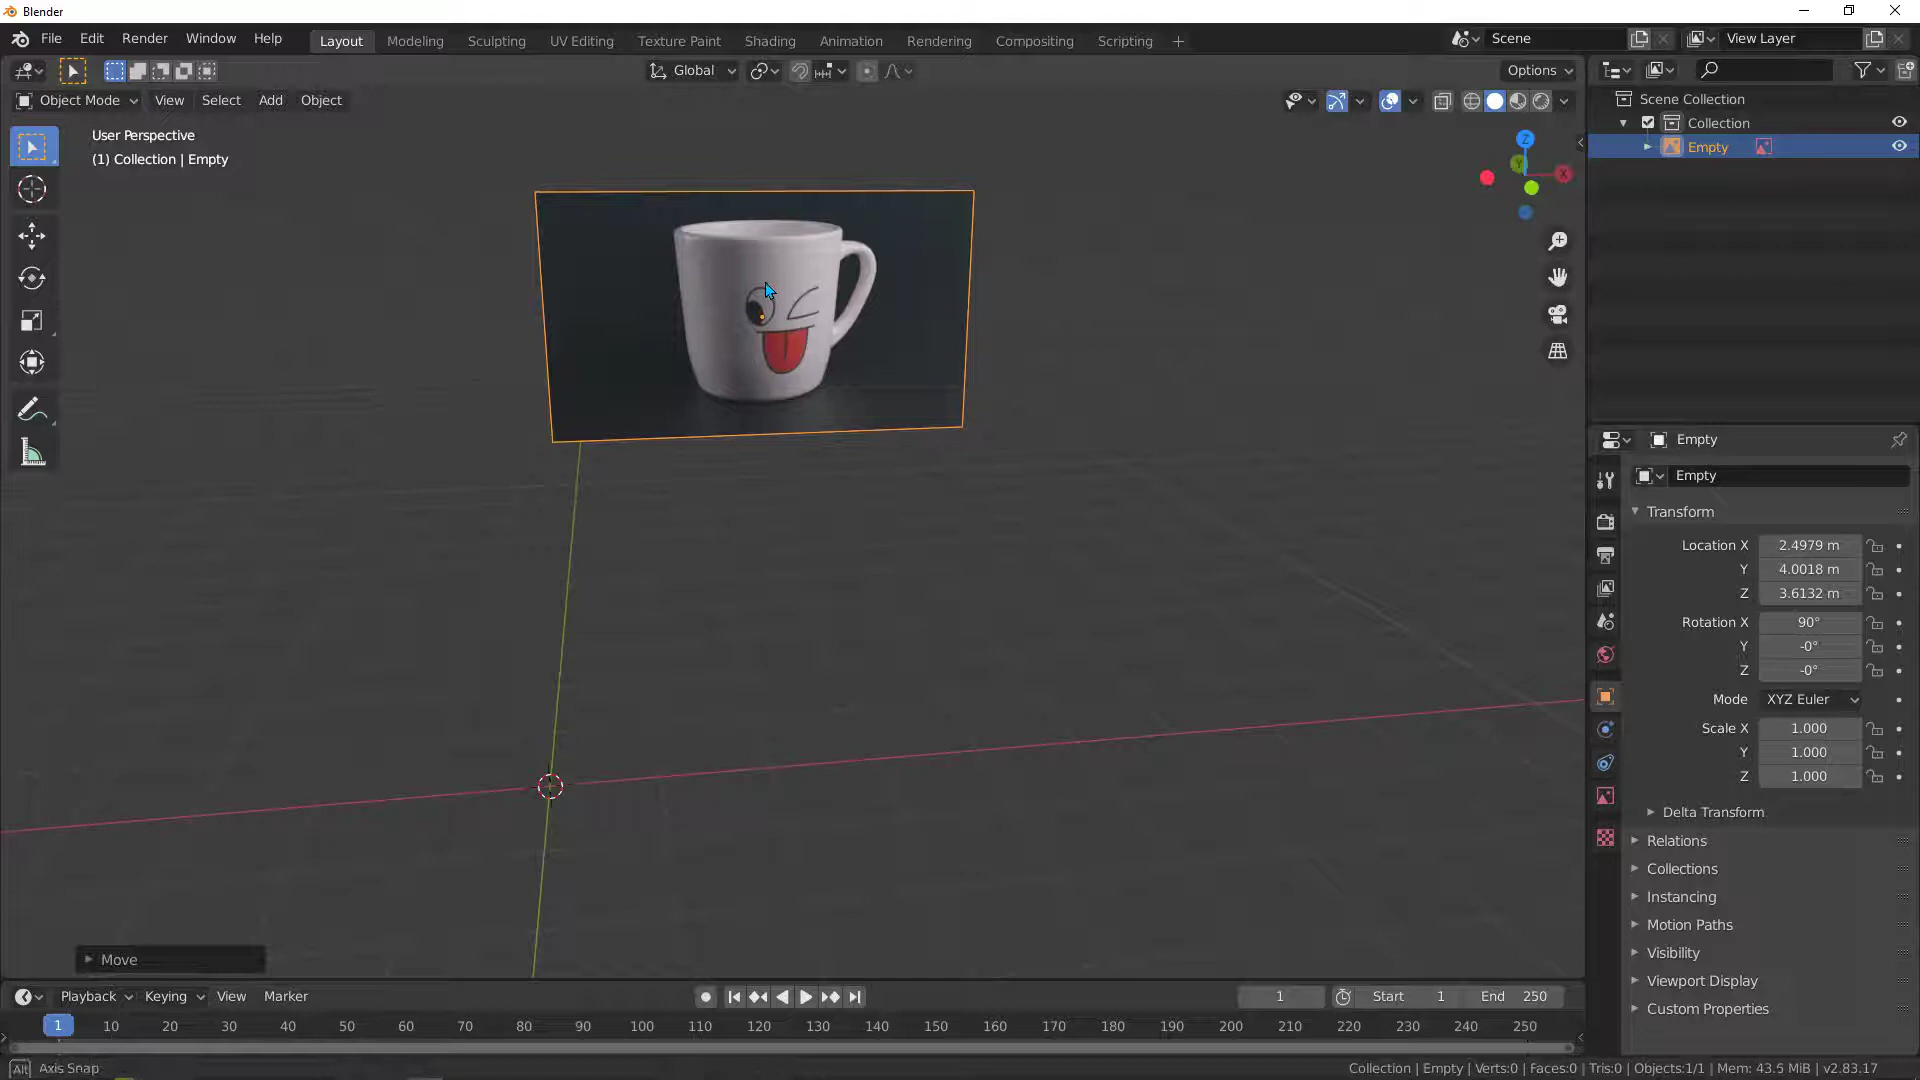 Blender
File Edit Render Window Help Layout Modeling Sculpting UV Editing Texture Paint Shading Animation Rendering Compositing Scripting + Scene View Layer
Global Options
Object Mode View Select Add Object
User Perspective
(1) Collection | Empty
Z
Y
X
Scene Collection
Collection
Empty
Empty
Empty
Transform
Location X 2.4979 m
Y 4.0018 m
Z 3.6132 m
Rotation X 90°
Y -0°
Z -0°
Mode XYZ Euler
Scale X 1.000
Y 1.000
Z 1.000
Delta Transform
Relations
Collections
Instancing
Motion Paths
Visibility
Viewport Display
Custom Properties
Move
Playback Keying View Marker 1 Start 1 End 250
1 10 20 30 40 50 60 70 80 90 100 110 120 130 140 150 160 170 180 190 200 210 220 230 240 250
Alt Axis Snap Collection | Empty | Verts:0 | Faces:0 | Tris:0 | Objects:1/1 | Mem: 43.5 MiB | v2.83.17